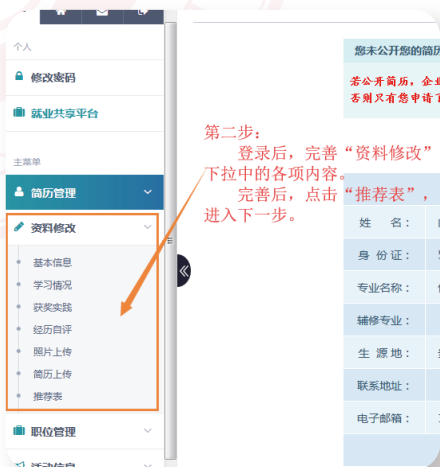 个人
修改密码
就业共享平台
主菜单
简历管理
资料修改
基本信息
学习情况
获奖实践
经历自评
照片上传
简历上传
推荐表
职位管理
活动信息
您未公开您的简历
若公开简历，企业
否则只有您申请了
第二步：
登录后，完善“资料修改”
下拉中的各项内容。
完善后，点击“推荐表”，
进入下一步。
姓 名：
身 份 证：
专业名称：
辅修专业：
生 源 地：
联系地址：
电子邮箱：